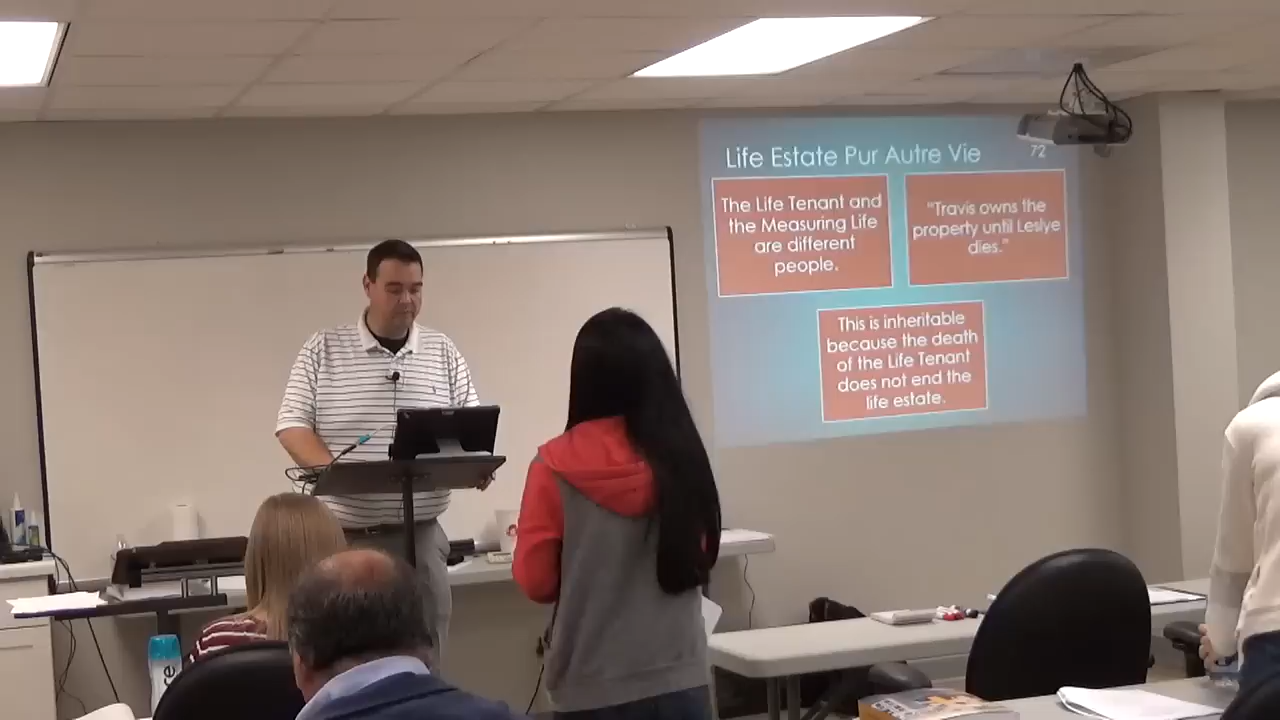 Life Estate Pur Autre Vie
72
The Life Tenant and
the Measuring Life
are different
people.
"Travis owns the
property until Leslye
dies."
This is inheritable
because the death
of the Life Tenant
does not end the
life estate.